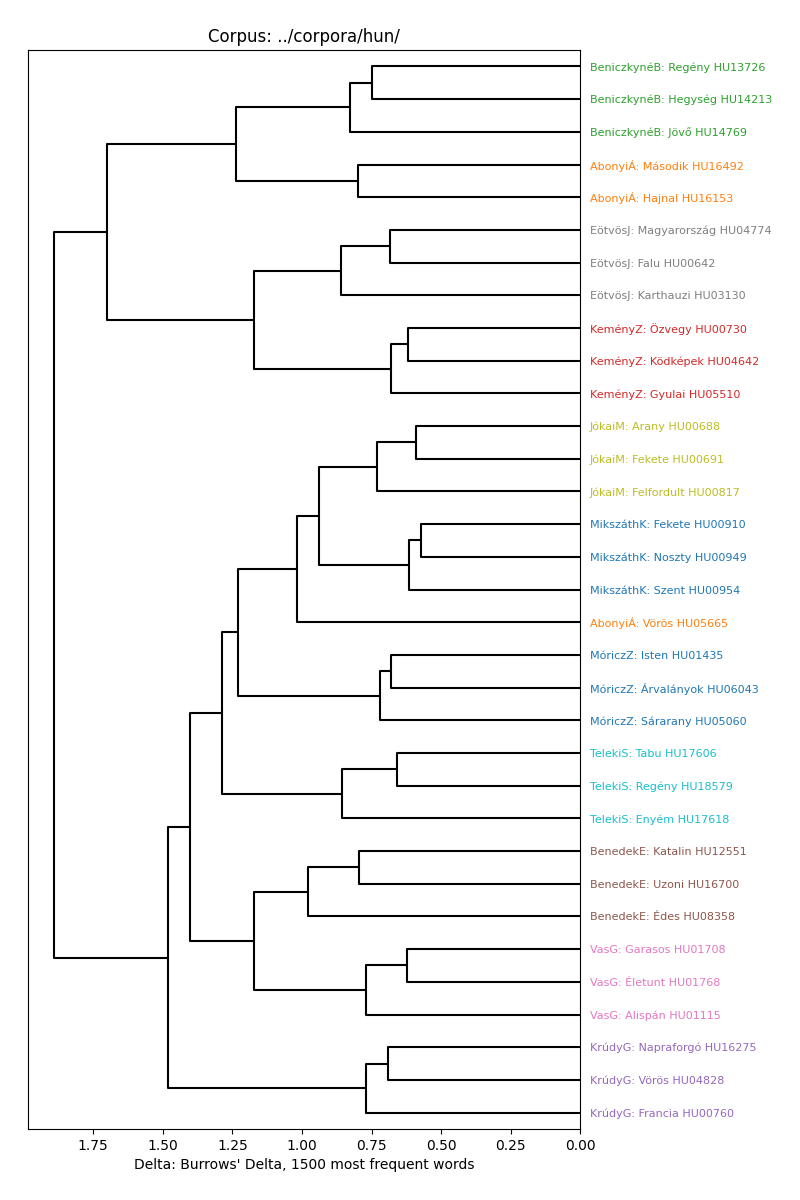 Corpus: ../corpora/hun/
BeniczkynéB: Regény HU13726
BeniczkynéB: Hegység HU14213
BeniczkynéB: Jövő HU14769
AbonyiÁ: Második HU16492
AbonyiÁ: Hajnal HU16153
EötvösJ: Magyarország HU04774
EötvösJ: Falu HU00642
EötvösJ: Karthauzi HU03130
KeményZ: Özvegy HU00730
KeményZ: Ködképek HU04642
KeményZ: Gyulai HU05510
JókaiM: Arany HU00688
JókaiM: Fekete HU00691
JókaiM: Felfordult HU00817
MikszáthK: Fekete HU00910
MikszáthK: Noszty HU00949
MikszáthK: Szent HU00954
AbonyiÁ: Vörös HU05665
MóriczZ: Isten HU01435
MóriczZ: Árvalányok HU06043
MóriczZ: Sárarany HU05060
TelekiS: Tabu HU17606
TelekiS: Regény HU18579
TelekiS: Enyém HU17618
BenedekE: Katalin HU12551
BenedekE: Uzoni HU16700
BenedekE: Édes HU08358
VasG: Garasos HU01708
VasG: Életunt HU01768
VasG: Alispán HU01115
KrúdyG: Napraforgó HU16275
KrúdyG: Vörös HU04828
KrúdyG: Francia HU00760
1.75 1.50 1.25 1.00 0.75 0.50 0.25 0.00
Delta: Burrows' Delta, 1500 most frequent words